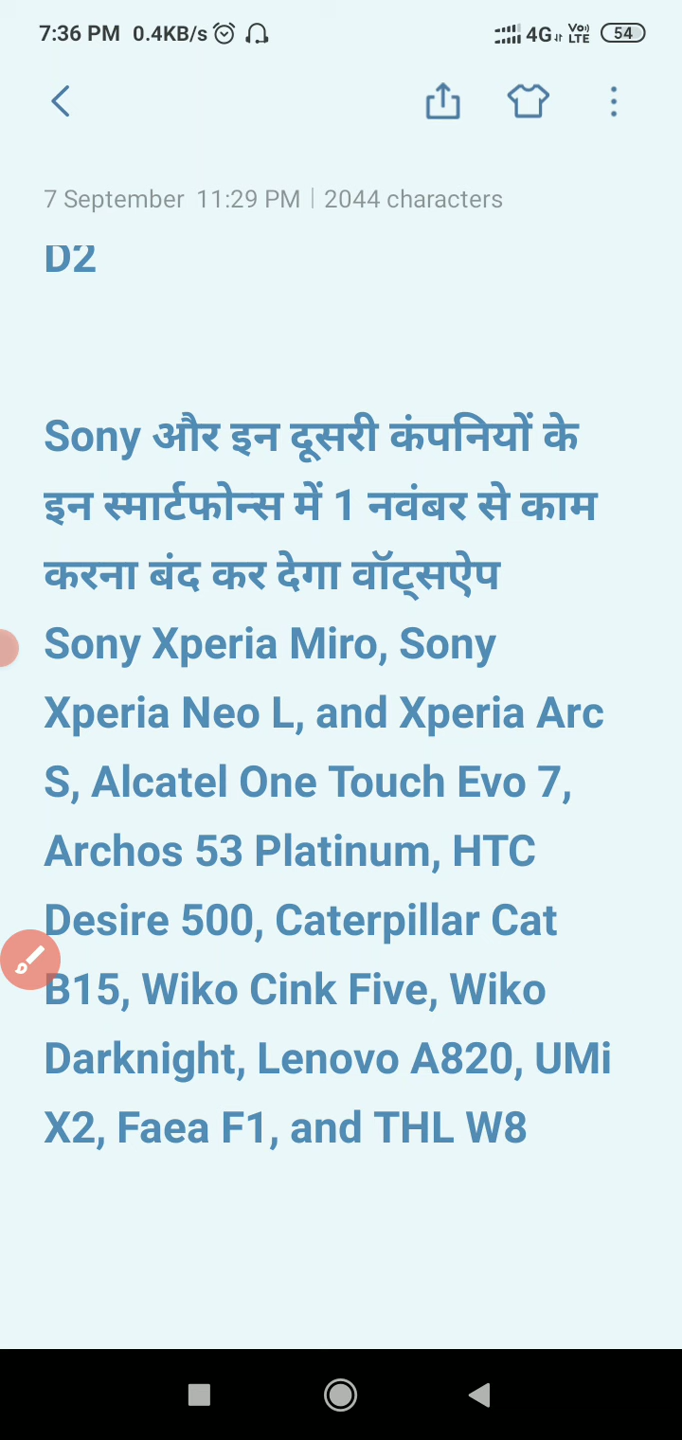 7:36 PM 0.4KB/s 4G Vo) LTE 54
7 September 11:29 PM | 2044 characters
D2
Sony और इन दूसरी कंपनियों के
इन स्मार्टफोन्स में 1 नवंबर से काम
करना बंद कर देगा वॉट्सऐप
Sony Xperia Miro, Sony
Xperia Neo L, and Xperia Arc
S, Alcatel One Touch Evo 7,
Archos 53 Platinum, HTC
Desire 500, Caterpillar Cat
B15, Wiko Cink Five, Wiko
Darknight, Lenovo A820, UMi
X2, Faea F1, and THL W8